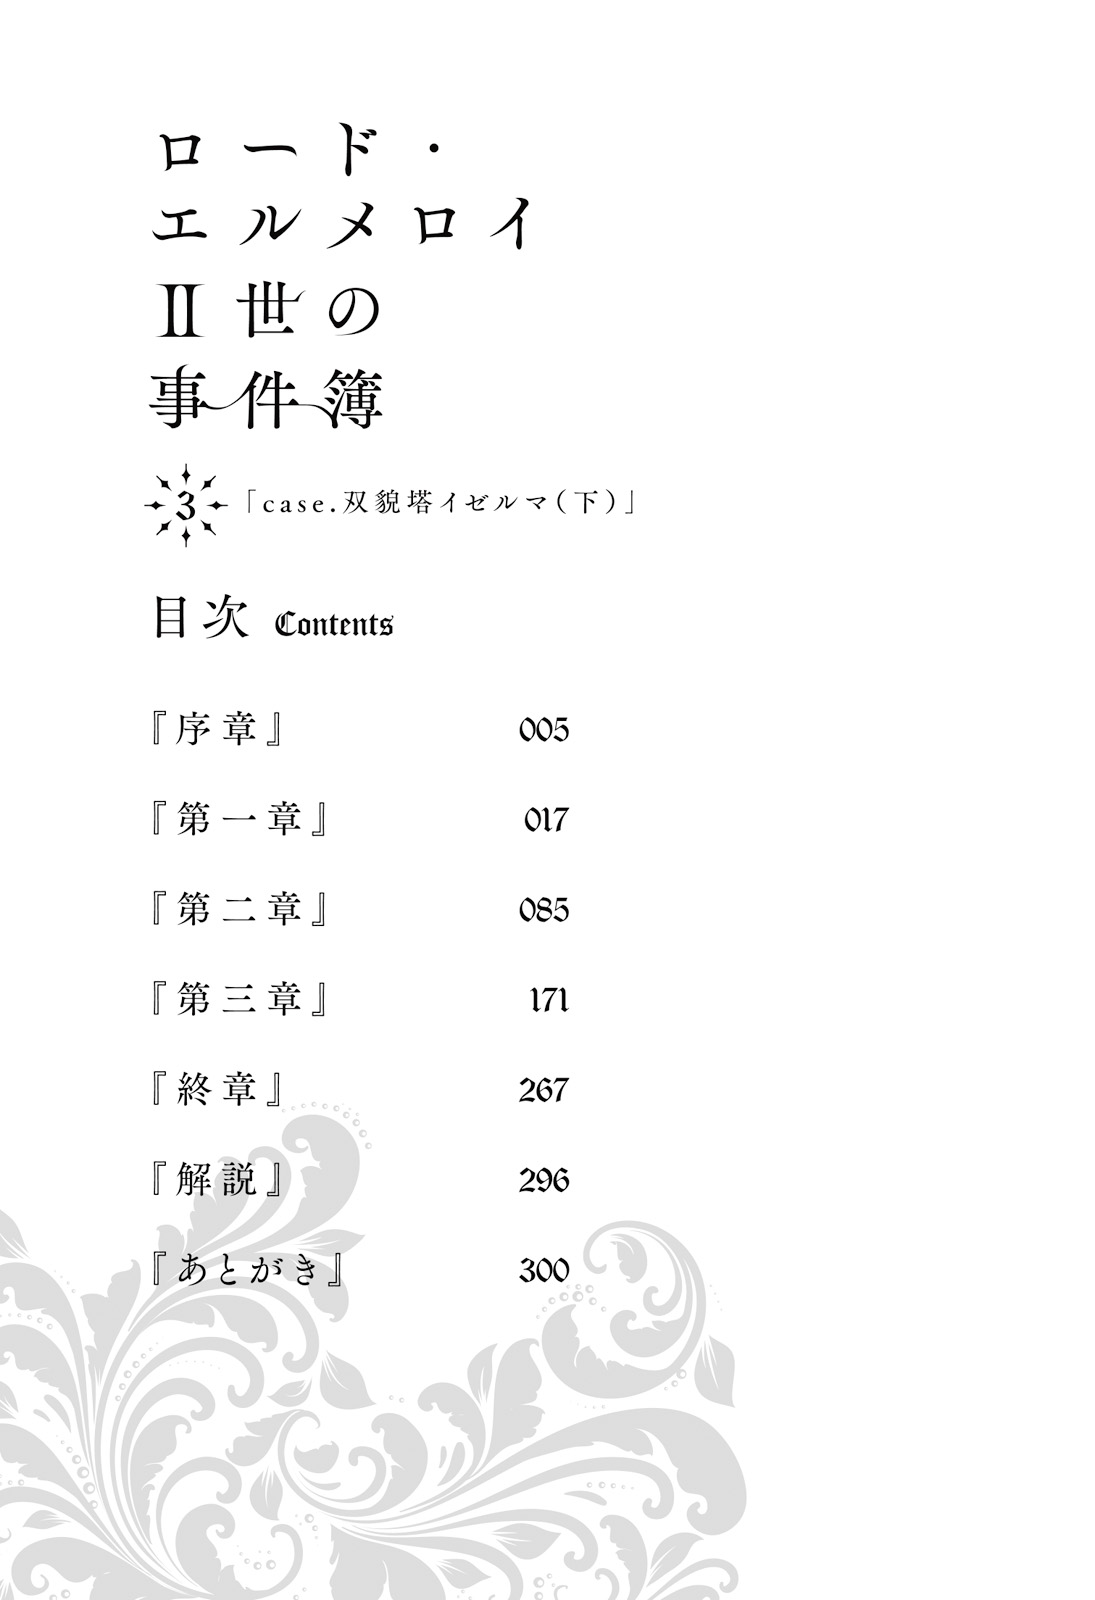 ロード・
エルメロイ
Ⅱ世の
事件簿
3 「case.双貌塔イゼルマ(下)」
目次 Contents
『序章』 005
『第一章』 017
『第二章』 085
『第三章』 171
『終章』 267
『解説』 296
『あとがき』 300